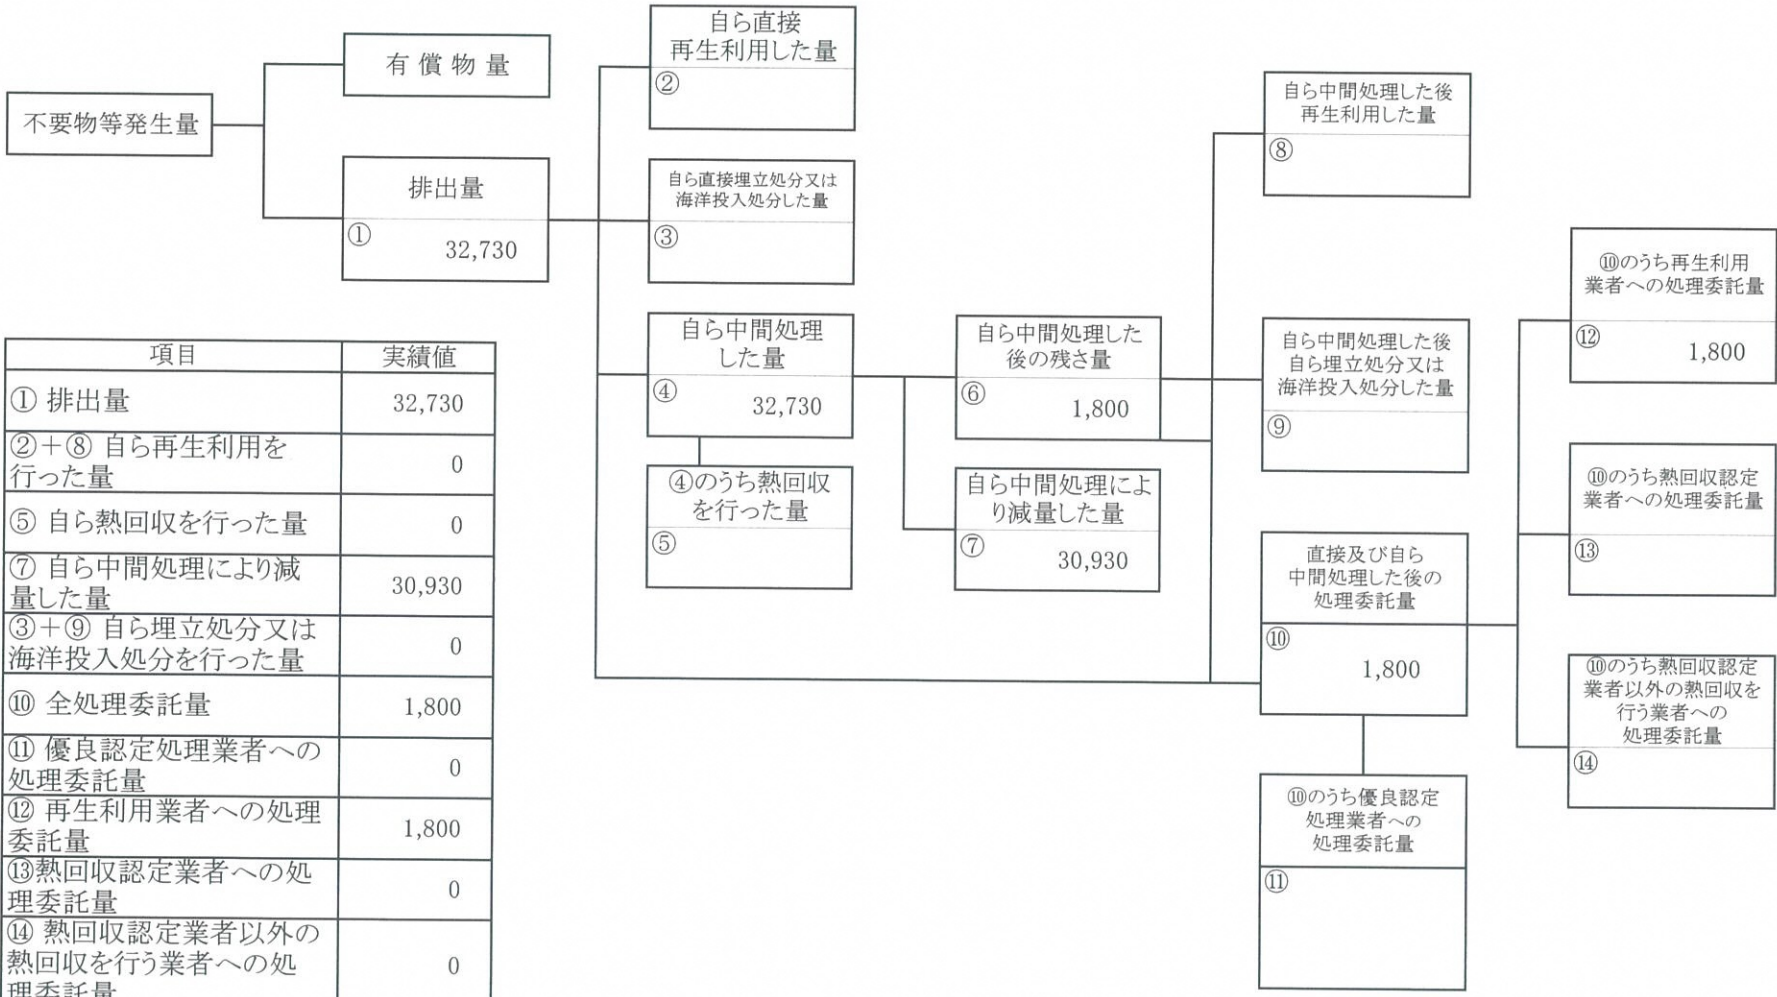 不要物等発生量
有償物量
排出量
①
32,730
自ら直接
再生利用した量
②
自ら直接埋立処分又は
海洋投入処分した量
③
自ら中間処理
した量
④
32,730
④のうち熱回収
を行った量
⑤
自ら中間処理した
後の残さ量
⑥
1,800
自ら中間処理によ
り減量した量
⑦
30,930
自ら中間処理した後
再生利用した量
⑧
自ら中間処理した後
自ら埋立処分又は
海洋投入処分した量
⑨
直接及び自ら
中間処理した後の
処理委託量
⑩
1,800
⑩のうち優良認定
処理業者への
処理委託量
⑪
⑩のうち再生利用
業者への処理委託量
⑫
1,800
⑩のうち熱回収認定
業者への処理委託量
⑬
⑩のうち熱回収認定
業者以外の熱回収を
行う業者への
処理委託量
⑭
項目 実績値
① 排出量 32,730
②＋⑧ 自ら再生利用を
行った量 0
⑤ 自ら熱回収を行った量 0
⑦ 自ら中間処理により減
量した量 30,930
③＋⑨ 自ら埋立処分又は
海洋投入処分を行った量 0
⑩ 全処理委託量 1,800
⑪ 優良認定処理業者への
処理委託量 0
⑫ 再生利用業者への処理
委託量 1,800
⑬熱回収認定業者への処
理委託量 0
⑭ 熱回収認定業者以外の
熱回収を行う業者への処
理委託量 0